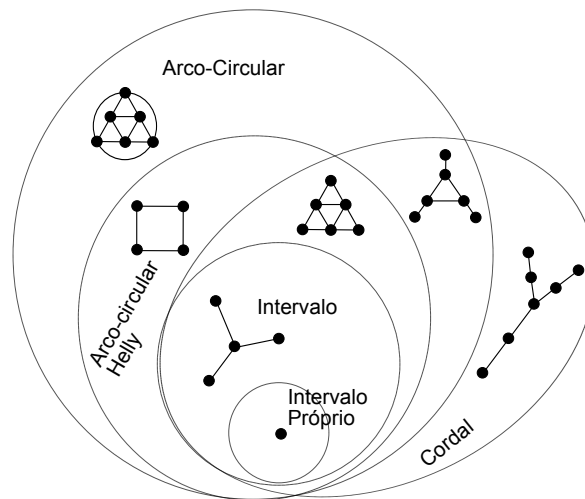 Arco-Circular
Arco-circular
Helly
Intervalo
Intervalo
Próprio
Cordal